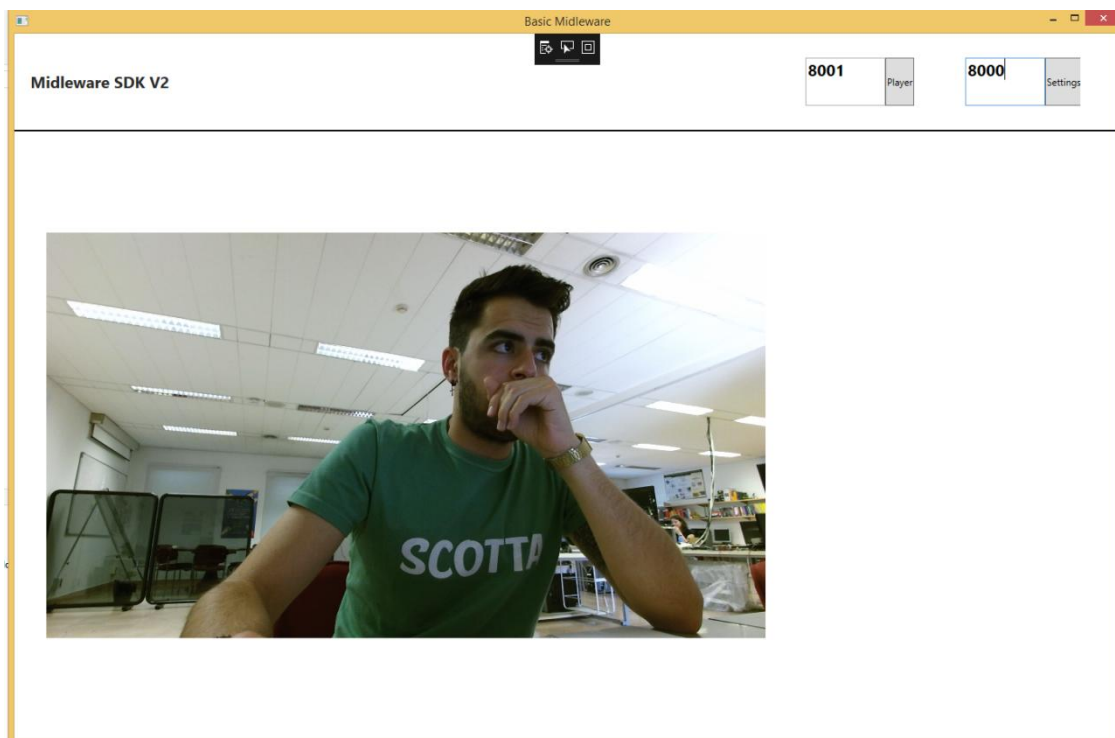 Basic Midleware
Midleware SDK V2
8001
Player
8000
Settings
SCOTTA